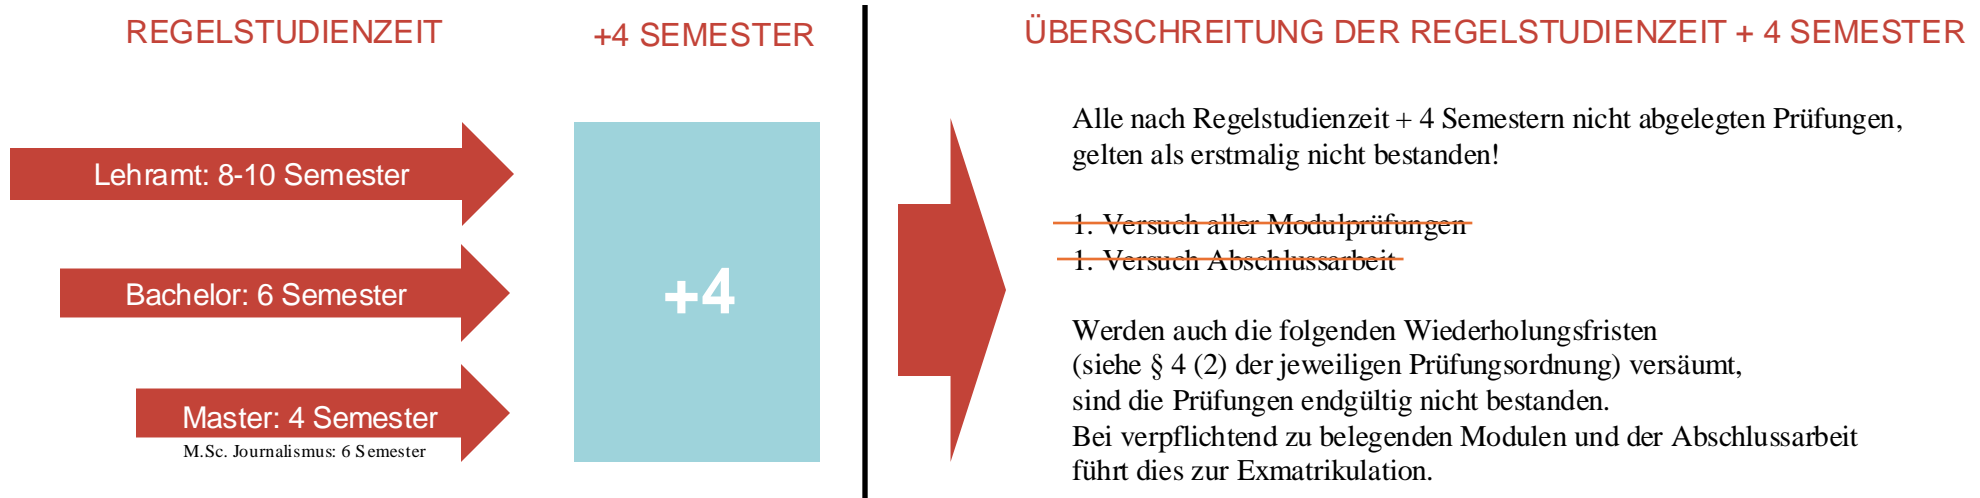 REGELSTUDIENZEIT
+4 SEMESTER
ÜBERSCHREITUNG DER REGELSTUDIENZEIT + 4 SEMESTER
Lehramt: 8-10 Semester
Bachelor: 6 Semester
Master: 4 Semester
M.Sc. Journalismus: 6 Semester
+4
Alle nach Regelstudienzeit + 4 Semestern nicht abgelegten Prüfungen,
gelten als erstmalig nicht bestanden!
1. Versuch aller Modulprüfungen
1. Versuch Abschlussarbeit
Werden auch die folgenden Wiederholungsfristen
(siehe § 4 (2) der jeweiligen Prüfungsordnung) versäumt,
sind die Prüfungen endgültig nicht bestanden.
Bei verpflichtend zu belegenden Modulen und der Abschlussarbeit
führt dies zur Exmatrikulation.